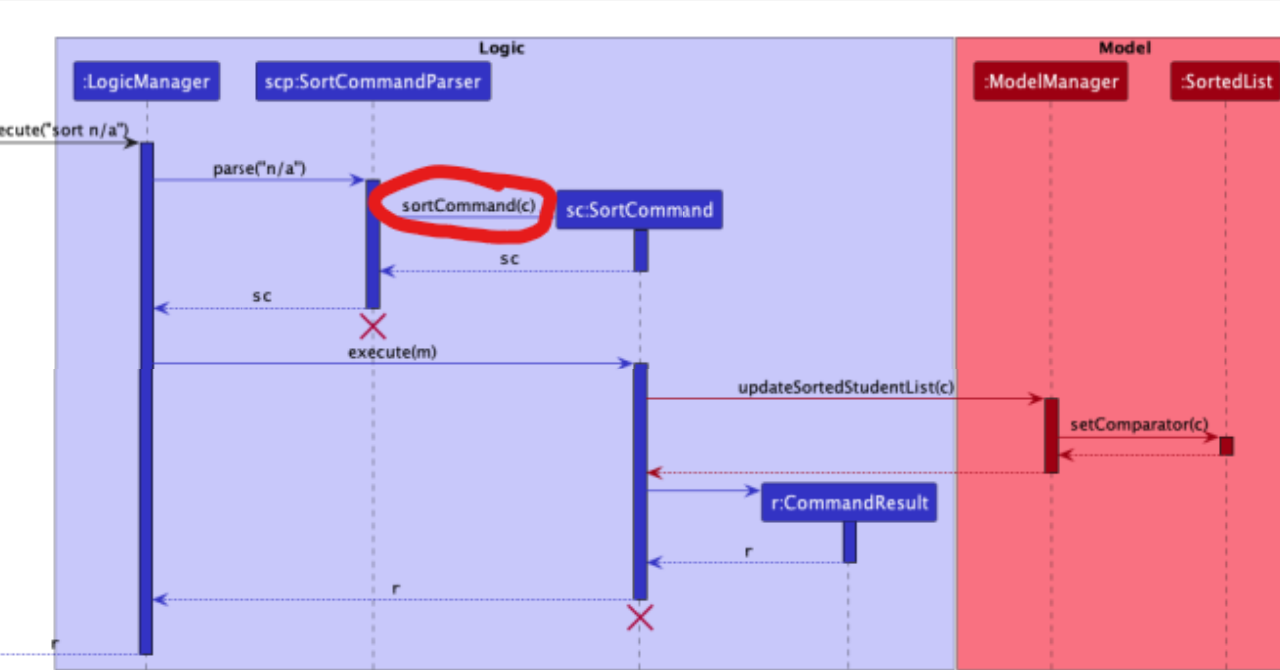 Logic
Model
:LogicManager
scp:SortCommandParser
:ModelManager
:SortedList
ecute("sort n/a")
parse("n/a")
sortCommand(c)
sc:SortCommand
sc
sc
execute(m)
updateSortedStudentList(c)
setComparator(c)
r:CommandResult
r
r
r